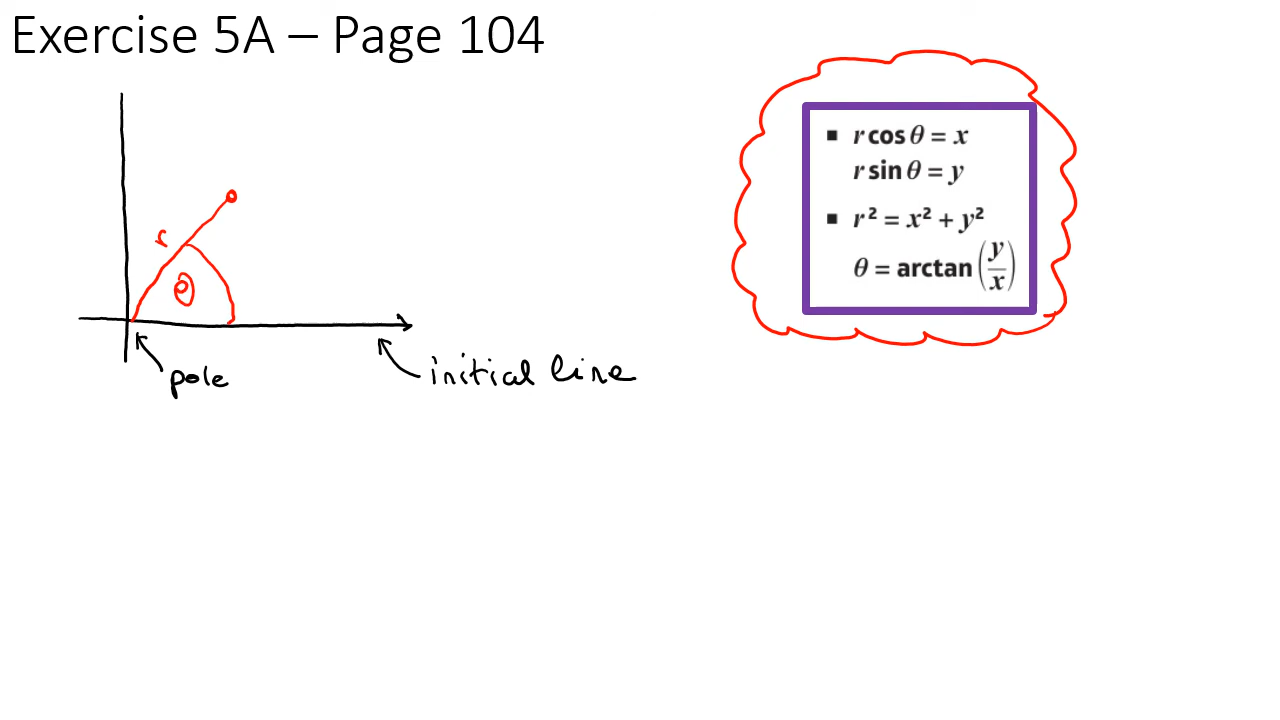 Exercise 5A – Page 104
r
θ
pole
initial line
▪ r cos θ = x
r sin θ = y
▪ r² = x² + y²
θ = arctan (y/x)